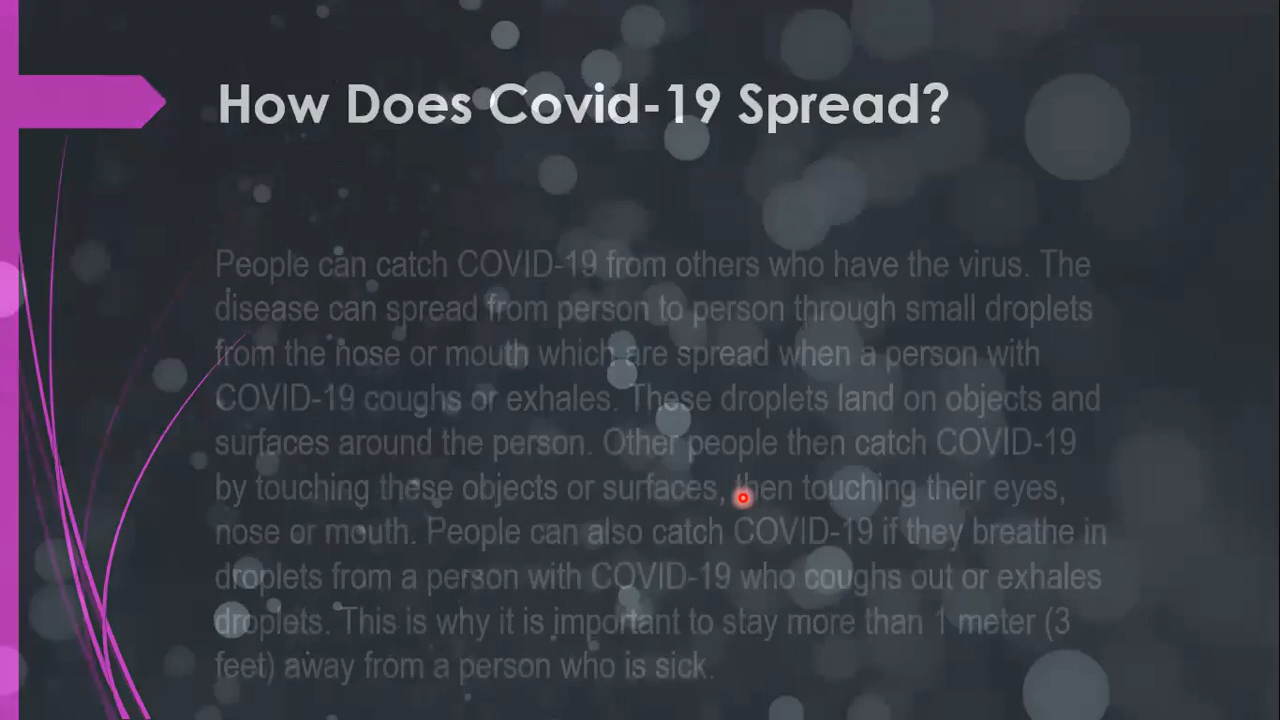 How Does Covid-19 Spread?
People can catch COVID-19 from others who have the virus. The
disease can spread from person to person through small droplets
from the nose or mouth which are spread when a person with
COVID-19 coughs or exhales. These droplets land on objects and
surfaces around the person. Other people then catch COVID-19
by touching these objects or surfaces, then touching their eyes,
nose or mouth. People can also catch COVID-19 if they breathe in
droplets from a person with COVID-19 who coughs out or exhales
droplets. This is why it is important to stay more than 1 meter (3
feet) away from a person who is sick.